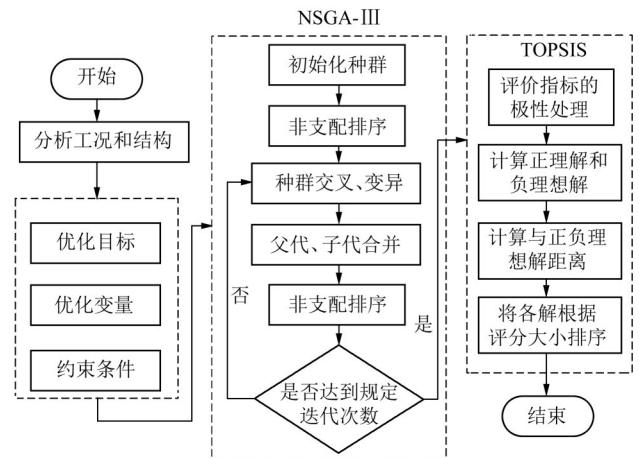 开始
分析工况和结构
优化目标
优化变量
约束条件
NSGA-Ⅲ
初始化种群
非支配排序
种群交叉、变异
父代、子代合并
非支配排序
是否达到规定
迭代次数
否
是
TOPSIS
评价指标的
极性处理
计算正理解和
负理想解
计算与正负理
想解距离
将各解根据
评分大小排序
结束